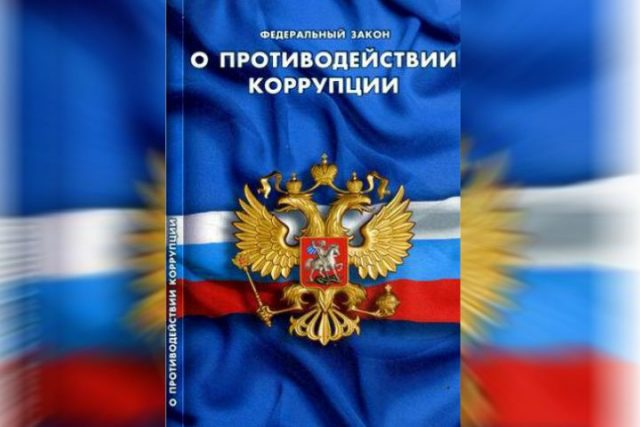 ФЕДЕРАЛЬНЫЙ ЗАКОН
О ПРОТИВОДЕЙСТВИИ
КОРРУПЦИИ
О ПРОТИВОДЕЙСТВИИ КОРРУПЦИИ